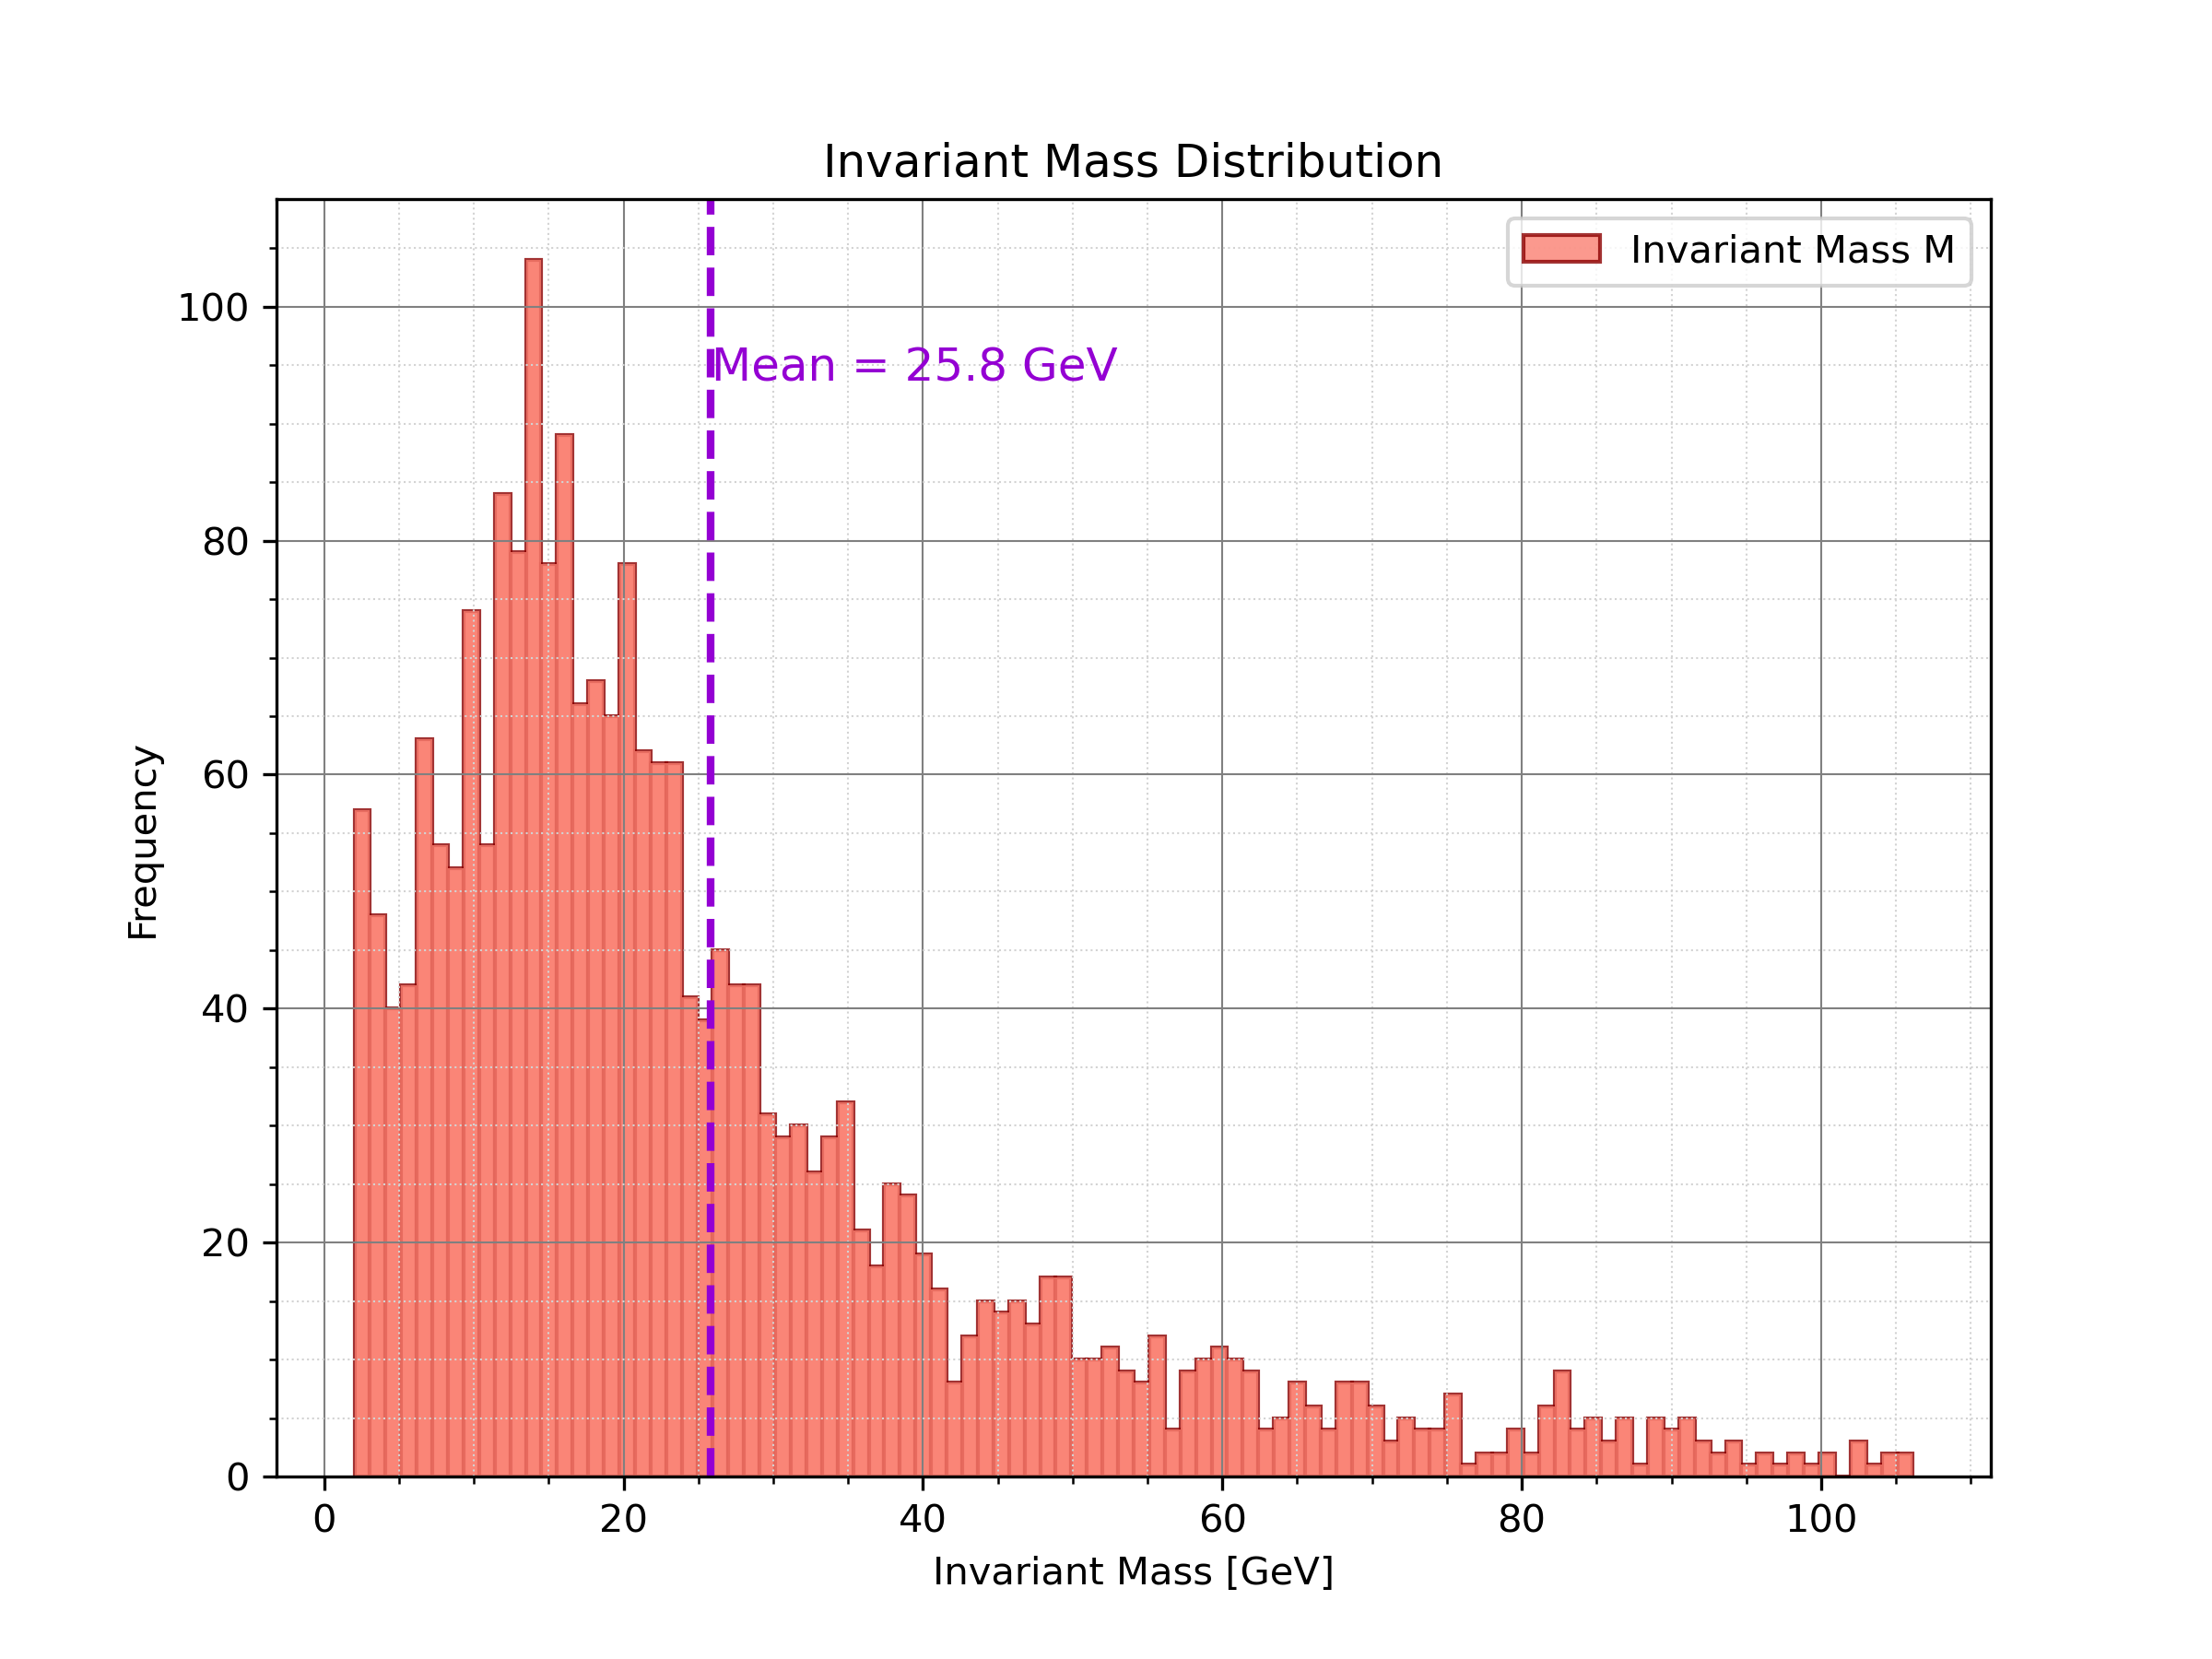 Invariant Mass Distribution
Invariant Mass M
Mean = 25.8 GeV
Frequency
100
80
60
40
20
0
0 20 40 60 80 100
Invariant Mass [GeV]